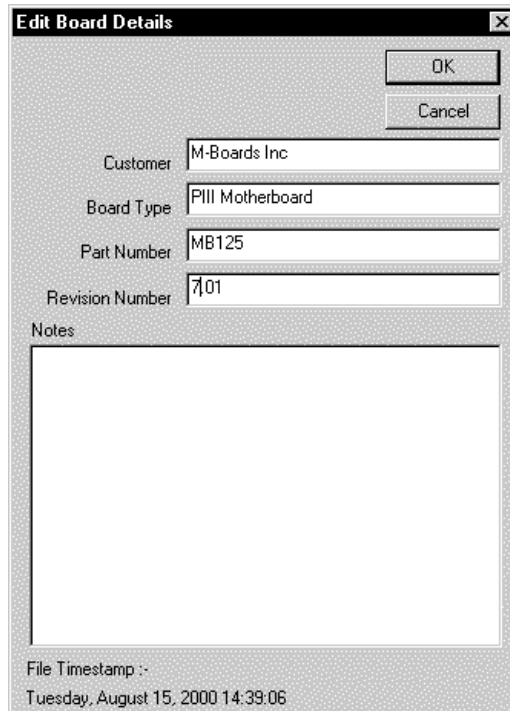 Edit Board Details
OK
Cancel
Customer M-Boards Inc
Board Type PIII Motherboard
Part Number MB125
Revision Number 7.01
Notes
File Timestamp :-
Tuesday, August 15, 2000 14:39:06